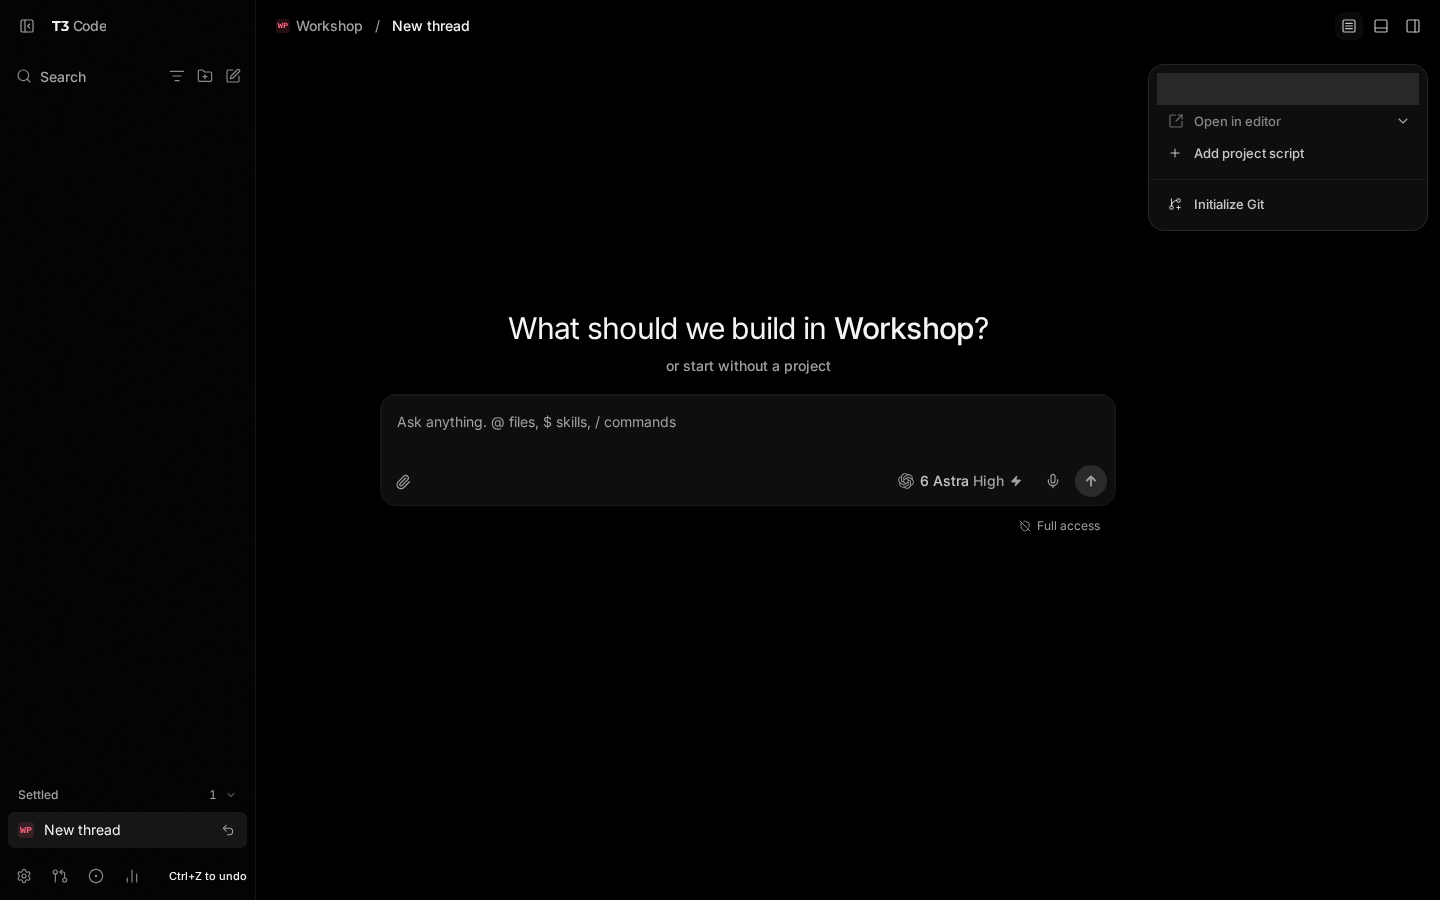 T3 Code
WP Workshop / New thread
Search
Open in editor
Add project script
Initialize Git
What should we build in Workshop?
or start without a project
Ask anything. @ files, $ skills, / commands
6 Astra High
Full access
Settled 1
WP New thread
Ctrl+Z to undo